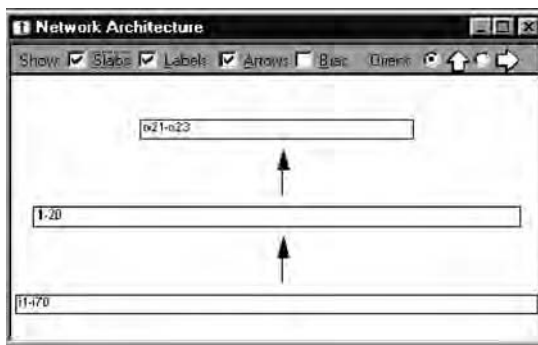 Network Architecture
Show: Slabs Labels Arrows Bias Orient:
o21-o23
1-20
i1-i70